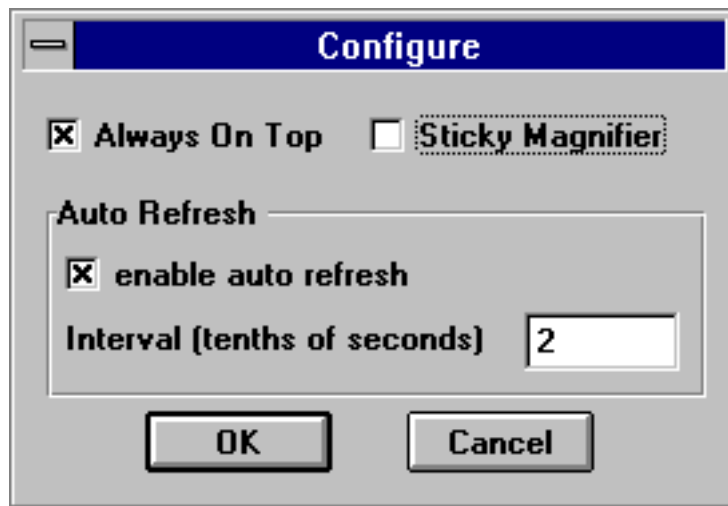 Configure
Always On Top Sticky Magnifier
Auto Refresh
enable auto refresh
Interval (tenths of seconds) 2
OK Cancel